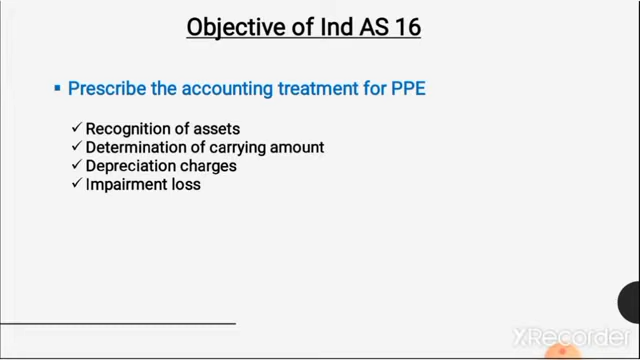 Objective of Ind AS 16
Prescribe the accounting treatment for PPE
Recognition of assets
Determination of carrying amount
Depreciation charges
Impairment loss
XRecorder